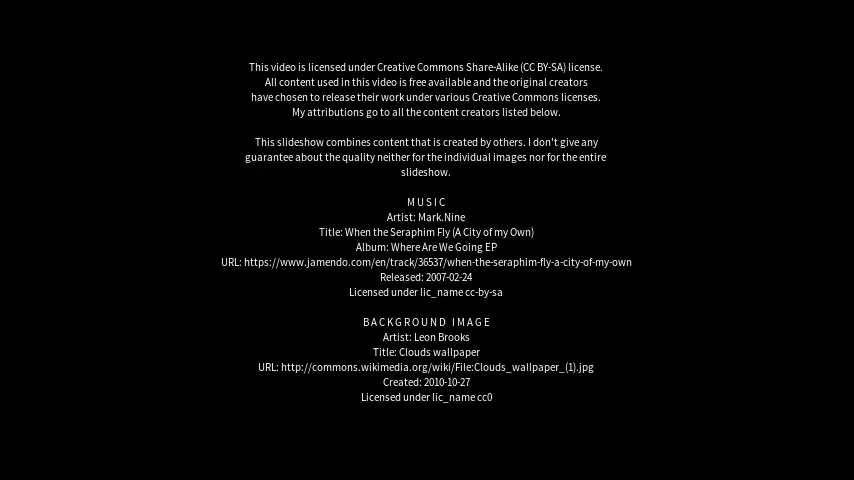 This video is licensed under Creative Commons Share-Alike (CC BY-SA) license.
All content used in this video is free available and the original creators
have chosen to release their work under various Creative Commons licenses.
My attributions go to all the content creators listed below.
This slideshow combines content that is created by others. I don't give any
guarantee about the quality neither for the individual images nor for the entire
slideshow.
MUSIC
Artist: Mark.Nine
Title: When the Seraphim Fly (A City of my Own)
Album: Where Are We Going EP
URL: https://www.jamendo.com/en/track/36537/when-the-seraphim-fly-a-city-of-my-own
Released: 2007-02-24
Licensed under lic_name cc-by-sa
BACKGROUND IMAGE
Artist: Leon Brooks
Title: Clouds wallpaper
URL: http://commons.wikimedia.org/wiki/File:Clouds_wallpaper_(1).jpg
Created: 2010-10-27
Licensed under lic_name cc0